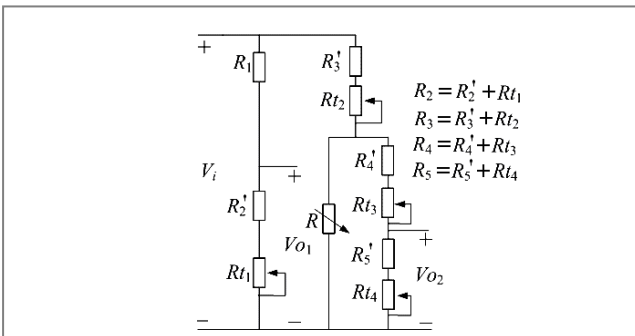 +
R₁
R₃'
Rt₂
R₂ = R₂' + Rt₁
R₃ = R₃' + Rt₂
R₄ = R₄' + Rt₃
R₅ = R₅' + Rt₄
R₄'
Vᵢ
+
R₂'
R
Rt₃
+
Vo₁
R₅'
Rt₁
Vo₂
Rt₄
− − −